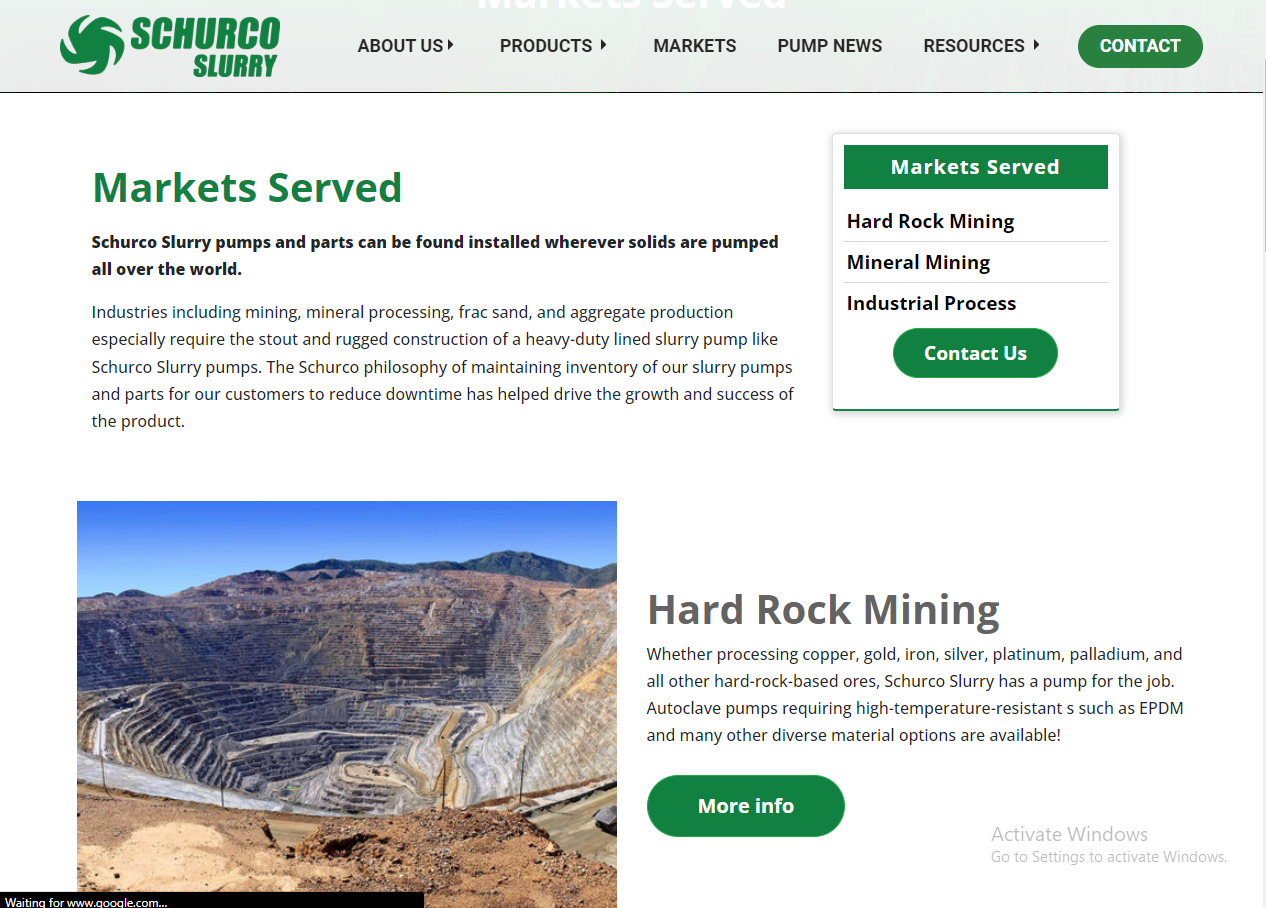 Markets Served
SCHURCO
SLURRY
ABOUT US
PRODUCTS
MARKETS
PUMP NEWS
RESOURCES
CONTACT
Markets Served
Schurco Slurry pumps and parts can be found installed wherever solids are pumped
all over the world.
Industries including mining, mineral processing, frac sand, and aggregate production
especially require the stout and rugged construction of a heavy-duty lined slurry pump like
Schurco Slurry pumps. The Schurco philosophy of maintaining inventory of our slurry pumps
and parts for our customers to reduce downtime has helped drive the growth and success of
the product.
Markets Served
Hard Rock Mining
Mineral Mining
Industrial Process
Contact Us
Hard Rock Mining
Whether processing copper, gold, iron, silver, platinum, palladium, and
all other hard-rock-based ores, Schurco Slurry has a pump for the job.
Autoclave pumps requiring high-temperature-resistant s such as EPDM
and many other diverse material options are available!
More info
Activate Windows
Go to Settings to activate Windows.
Waiting for www.google.com...